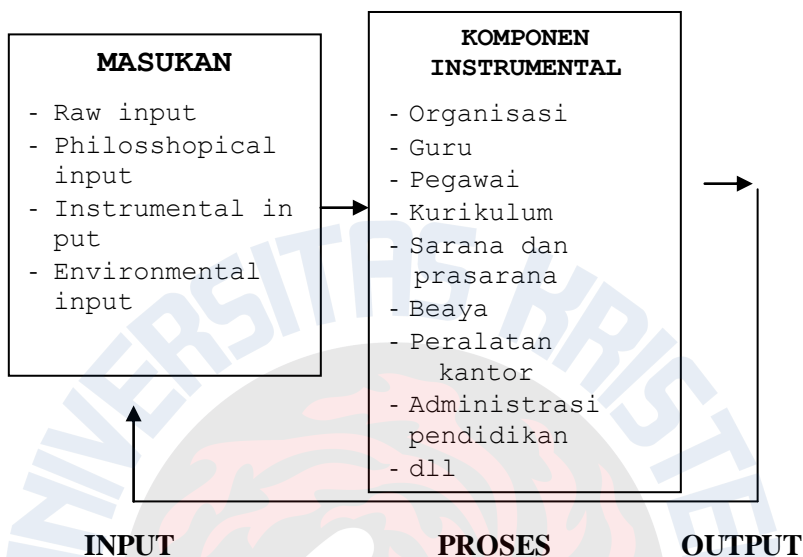 MASUKAN
- Raw input
- Philosshopical
input
- Instrumental in
put
- Environmental
input
KOMPONEN
INSTRUMENTAL
- Organisasi
- Guru
- Pegawai
- Kurikulum
- Sarana dan
prasarana
- Beaya
- Peralatan
kantor
- Administrasi
pendidikan
- dll
INPUT
PROSES
OUTPUT